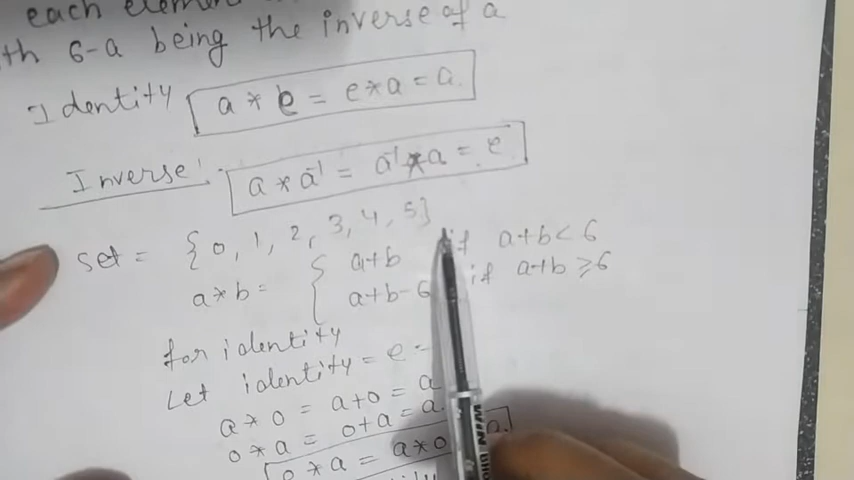 each element
6-a being the inverse of a
Identity a * e = e * a = a.
Inverse! a * a⁻¹ = a⁻¹ * a = e
set = {0, 1, 2, 3, 4, 5}
a * b = { a+b if a+b < 6
a+b-6 if a+b ≥ 6
for identity
Let identity = e =
a * 0 = a+0 = a
0 * a = 0+a = a.
0 * a = a * 0